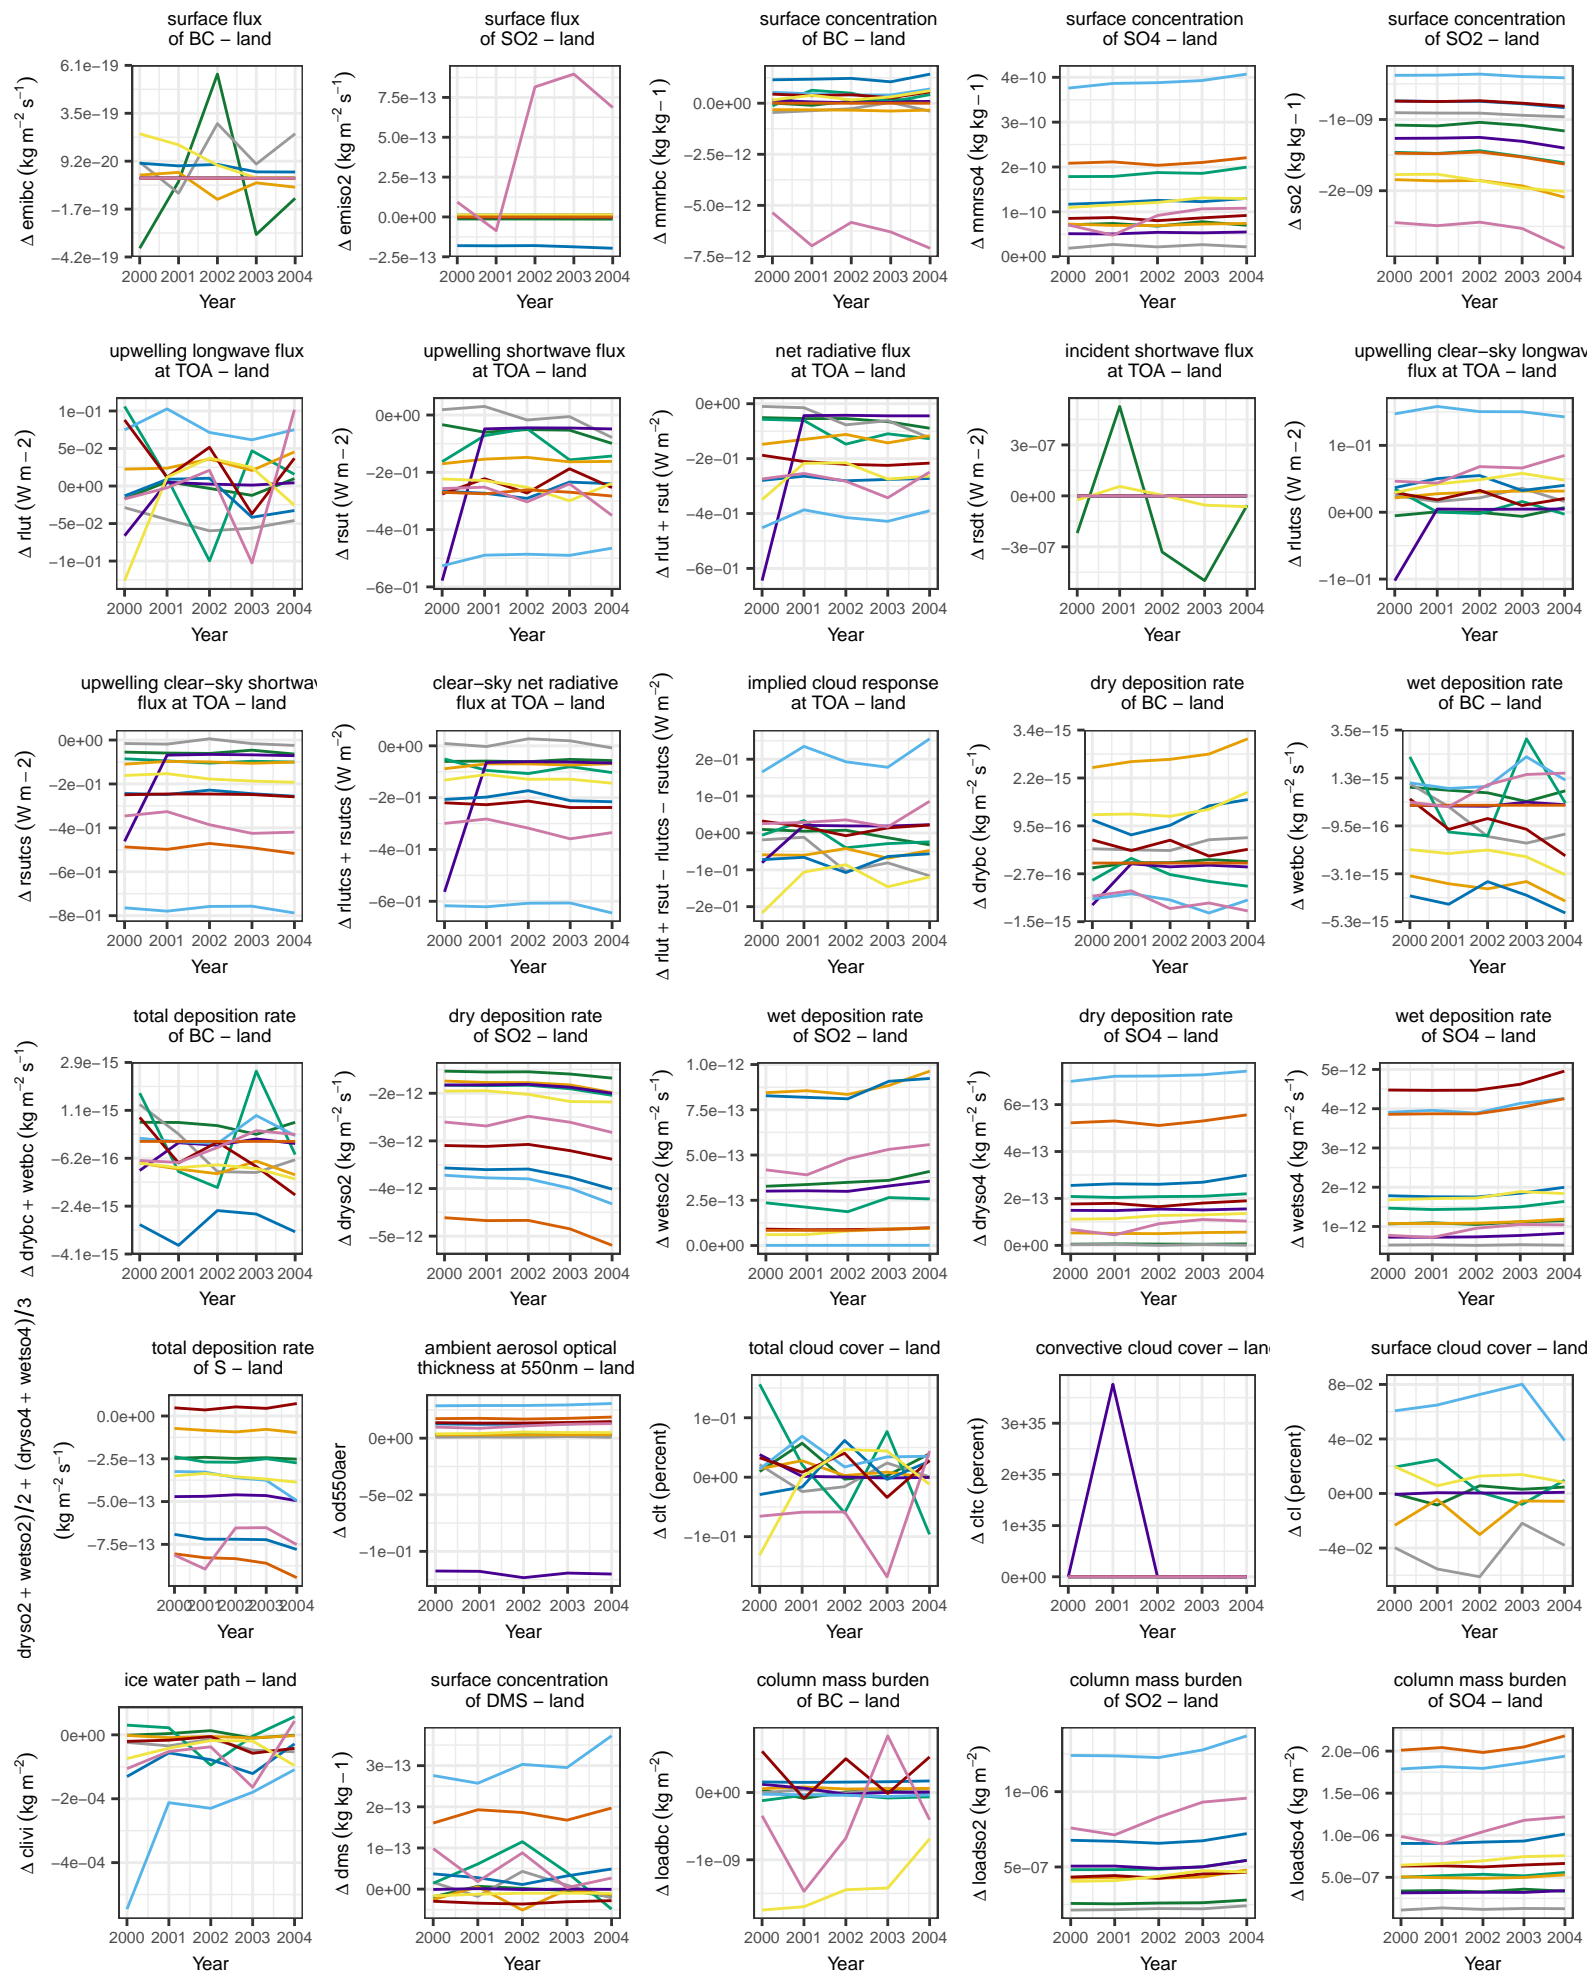 surface flux
of BC – land
surface flux
of SO2 – land
surface concentration
of BC – land
surface concentration
of SO4 – land
surface concentration
of SO2 – land
Δ emibc (kg m−2 s−1)
6.1e−19
3.5e−19
9.2e−20
−1.7e−19
−4.2e−19
2000 2001 2002 2003 2004
Year
Δ emiso2 (kg m−2 s−1)
7.5e−13
5.0e−13
2.5e−13
0.0e+00
−2.5e−13
2000 2001 2002 2003 2004
Year
Δ mmrbc (kg kg − 1)
0.0e+00
−2.5e−12
−5.0e−12
−7.5e−12
2000 2001 2002 2003 2004
Year
Δ mmrso4 (kg kg − 1)
4e−10
3e−10
2e−10
1e−10
0e+00
2000 2001 2002 2003 2004
Year
Δ so2 (kg kg − 1)
−1e−09
−2e−09
2000 2001 2002 2003 2004
Year
upwelling longwave flux
at TOA – land
upwelling shortwave flux
at TOA – land
net radiative flux
at TOA – land
incident shortwave flux
at TOA – land
upwelling clear−sky longwav
flux at TOA – land
Δ rlut (W m − 2)
1e−01
5e−02
0e+00
−5e−02
−1e−01
2000 2001 2002 2003 2004
Year
Δ rsut (W m − 2)
0e+00
−2e−01
−4e−01
−6e−01
2000 2001 2002 2003 2004
Year
Δ rlut + rsut (W m−2)
0e+00
−2e−01
−4e−01
−6e−01
2000 2001 2002 2003 2004
Year
Δ rsdt (W m − 2)
3e−07
0e+00
−3e−07
2000 2001 2002 2003 2004
Year
Δ rlutcs (W m − 2)
1e−01
0e+00
−1e−01
2000 2001 2002 2003 2004
Year
upwelling clear−sky shortwav
flux at TOA – land
clear−sky net radiative
flux at TOA – land
implied cloud response
at TOA – land
dry deposition rate
of BC – land
wet deposition rate
of BC – land
Δ rsutcs (W m − 2)
0e+00
−2e−01
−4e−01
−6e−01
−8e−01
2000 2001 2002 2003 2004
Year
Δ rlutcs + rsutcs (W m−2)
0e+00
−2e−01
−4e−01
−6e−01
2000 2001 2002 2003 2004
Year
Δ rlut + rsut − rlutcs − rsutcs (W m−2)
2e−01
1e−01
0e+00
−1e−01
−2e−01
2000 2001 2002 2003 2004
Year
Δ drybc (kg m−2 s−1)
3.4e−15
2.2e−15
9.5e−16
−2.7e−16
−1.5e−15
2000 2001 2002 2003 2004
Year
Δ wetbc (kg m−2 s−1)
3.5e−15
1.3e−15
−9.5e−16
−3.1e−15
−5.3e−15
2000 2001 2002 2003 2004
Year
total deposition rate
of BC – land
dry deposition rate
of SO2 – land
wet deposition rate
of SO2 – land
dry deposition rate
of SO4 – land
wet deposition rate
of SO4 – land
Δ drybc + wetbc (kg m−2 s−1)
2.9e−15
1.1e−15
−6.2e−16
−2.4e−15
−4.1e−15
2000 2001 2002 2003 2004
Year
Δ dryso2 (kg m−2 s−1)
−2e−12
−3e−12
−4e−12
−5e−12
2000 2001 2002 2003 2004
Year
Δ wetso2 (kg m−2 s−1)
1.0e−12
7.5e−13
5.0e−13
2.5e−13
0.0e+00
2000 2001 2002 2003 2004
Year
Δ dryso4 (kg m−2 s−1)
6e−13
4e−13
2e−13
0e+00
2000 2001 2002 2003 2004
Year
Δ wetso4 (kg m−2 s−1)
5e−12
4e−12
3e−12
2e−12
1e−12
2000 2001 2002 2003 2004
Year
total deposition rate
of S – land
ambient aerosol optical
thickness at 550nm – land
total cloud cover – land
convective cloud cover – lan
surface cloud cover – land
dryso2 + wetso2)/2 + (dryso4 + wetso4)/3
(kg m−2 s−1)
0.0e+00
−2.5e−13
−5.0e−13
−7.5e−13
2000 2001 2002 2003 2004
Year
Δ od550aer
0e+00
−5e−02
−1e−01
2000 2001 2002 2003 2004
Year
Δ clt (percent)
1e−01
0e+00
−1e−01
2000 2001 2002 2003 2004
Year
Δ cltc (percent)
3e+35
2e+35
1e+35
0e+00
2000 2001 2002 2003 2004
Year
Δ cl (percent)
8e−02
4e−02
0e+00
−4e−02
2000 2001 2002 2003 2004
Year
ice water path – land
surface concentration
of DMS – land
column mass burden
of BC – land
column mass burden
of SO2 – land
column mass burden
of SO4 – land
Δ clivi (kg m−2)
0e+00
−2e−04
−4e−04
2000 2001 2002 2003 2004
Year
Δ dms (kg kg − 1)
3e−13
2e−13
1e−13
0e+00
2000 2001 2002 2003 2004
Year
Δ loadbc (kg m−2)
0e+00
−1e−09
2000 2001 2002 2003 2004
Year
Δ loadso2 (kg m−2)
1e−06
5e−07
2000 2001 2002 2003 2004
Year
Δ loadso4 (kg m−2)
2.0e−06
1.5e−06
1.0e−06
5.0e−07
2000 2001 2002 2003 2004
Year